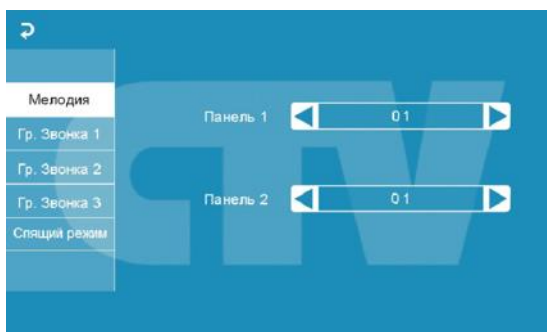 Мелодия
Гр. Звонка 1
Гр. Звонка 2
Гр. Звонка 3
Спящий режим
Панель 1 01
Панель 2 01
CTV